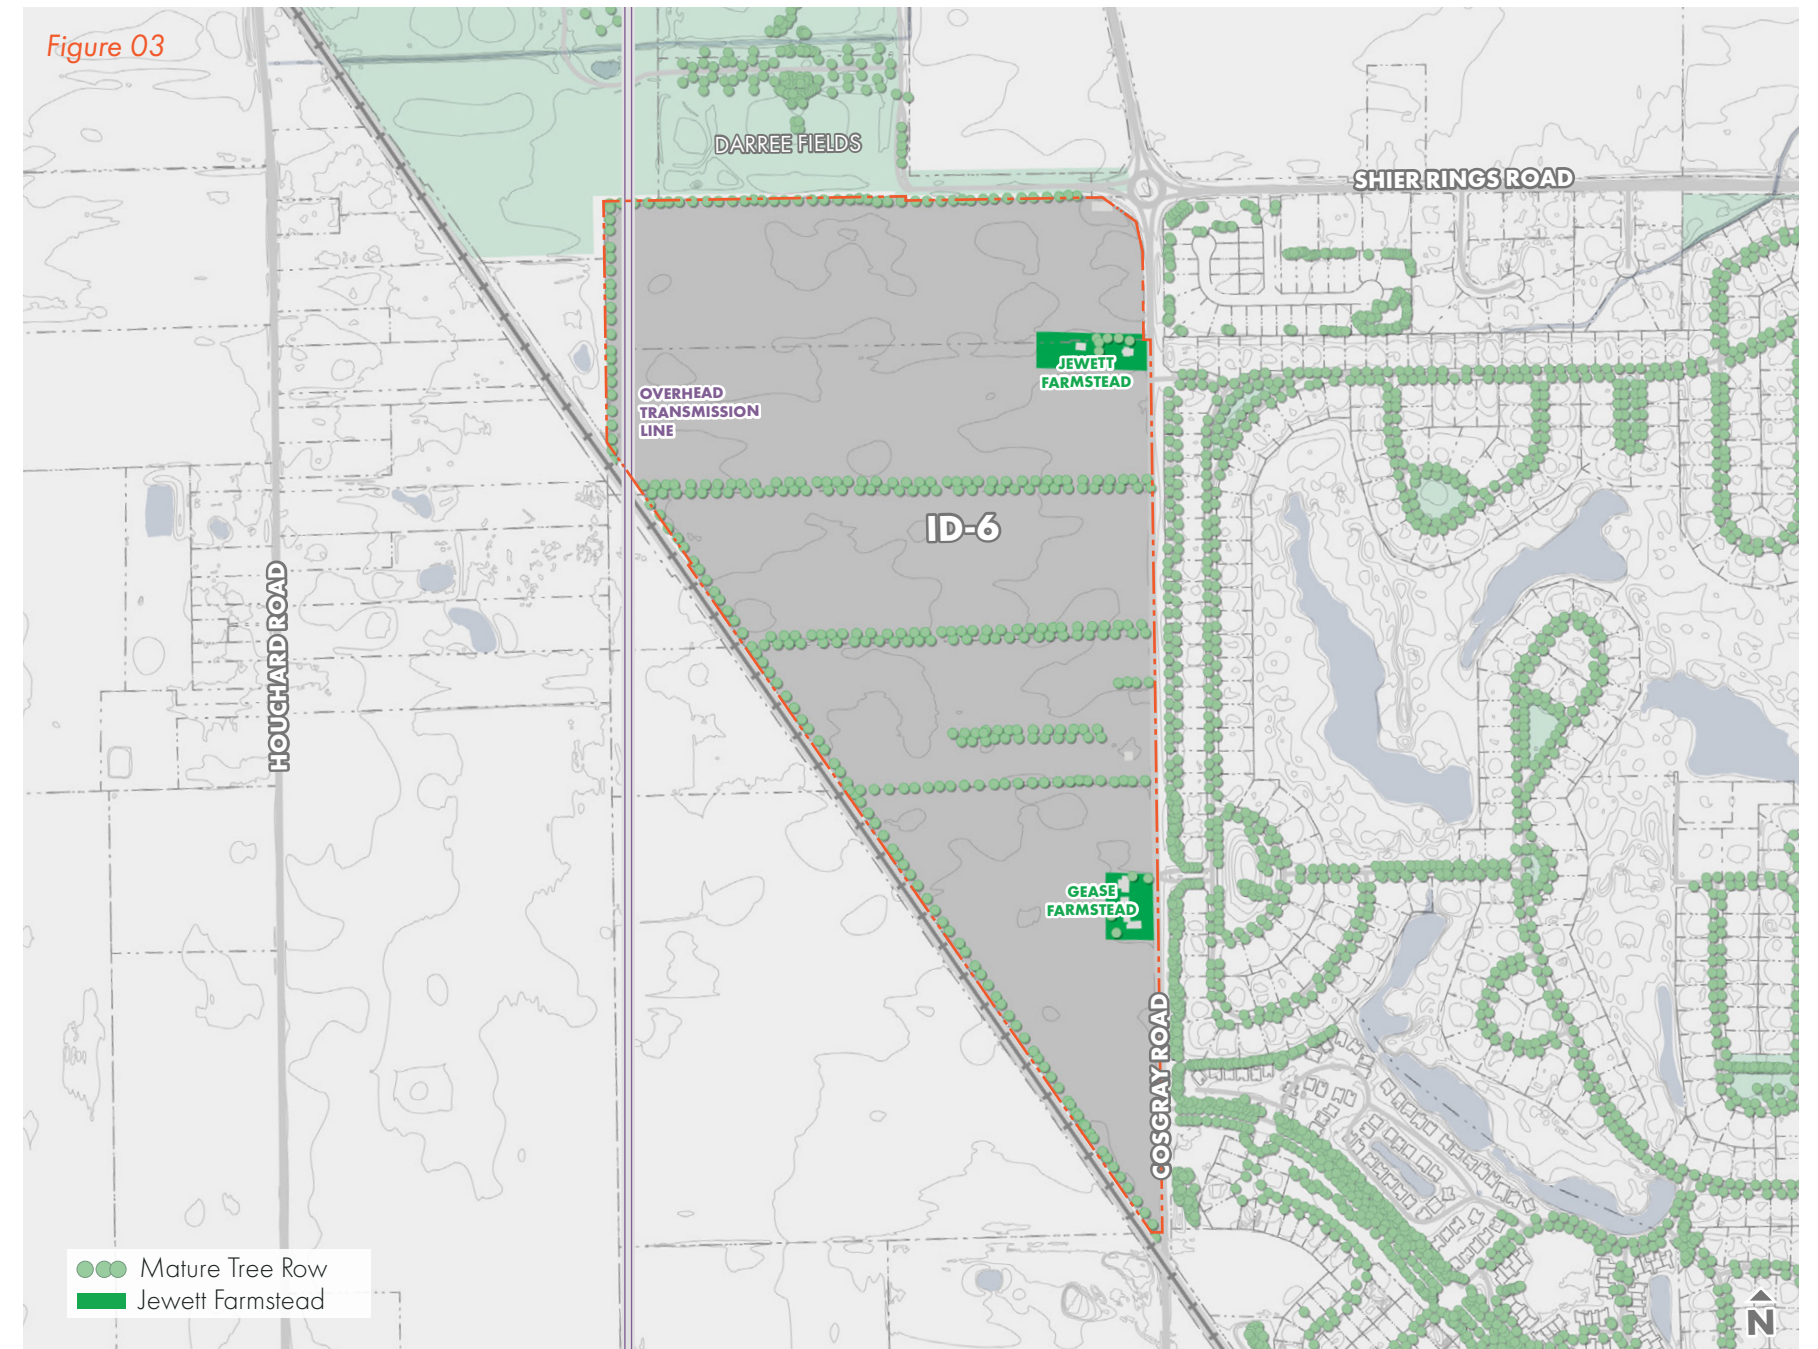 Figure 03
DARREE FIELDS
SHIER RINGS ROAD
JEWETT
FARMSTEAD
OVERHEAD
TRANSMISSION
LINE
ID-6
HOUCHARD ROAD
GEASE
FARMSTEAD
COSGRAY ROAD
Mature Tree Row
Jewett Farmstead
N